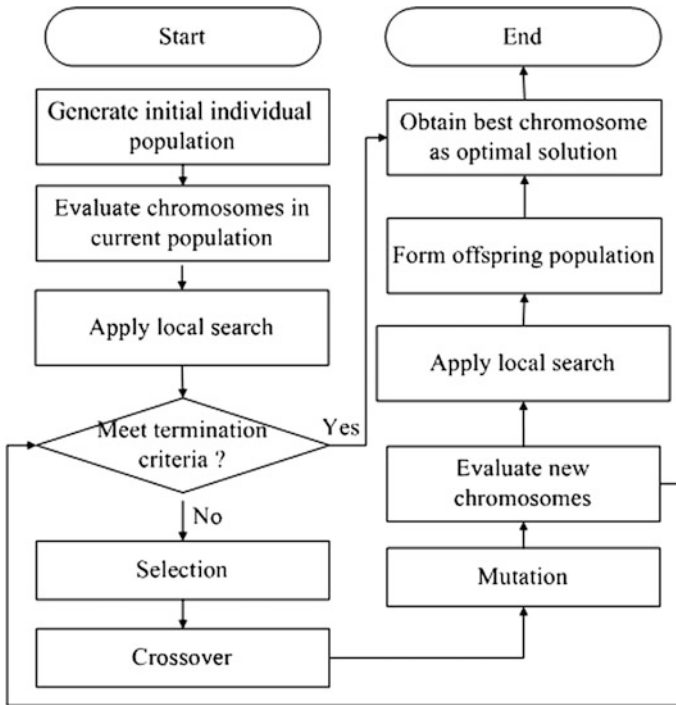 Start
Generate initial individual
population
Evaluate chromosomes in
current population
Apply local search
Meet termination
criteria ?
Yes
No
Selection
Crossover
End
Obtain best chromosome
as optimal solution
Form offspring population
Apply local search
Evaluate new
chromosomes
Mutation